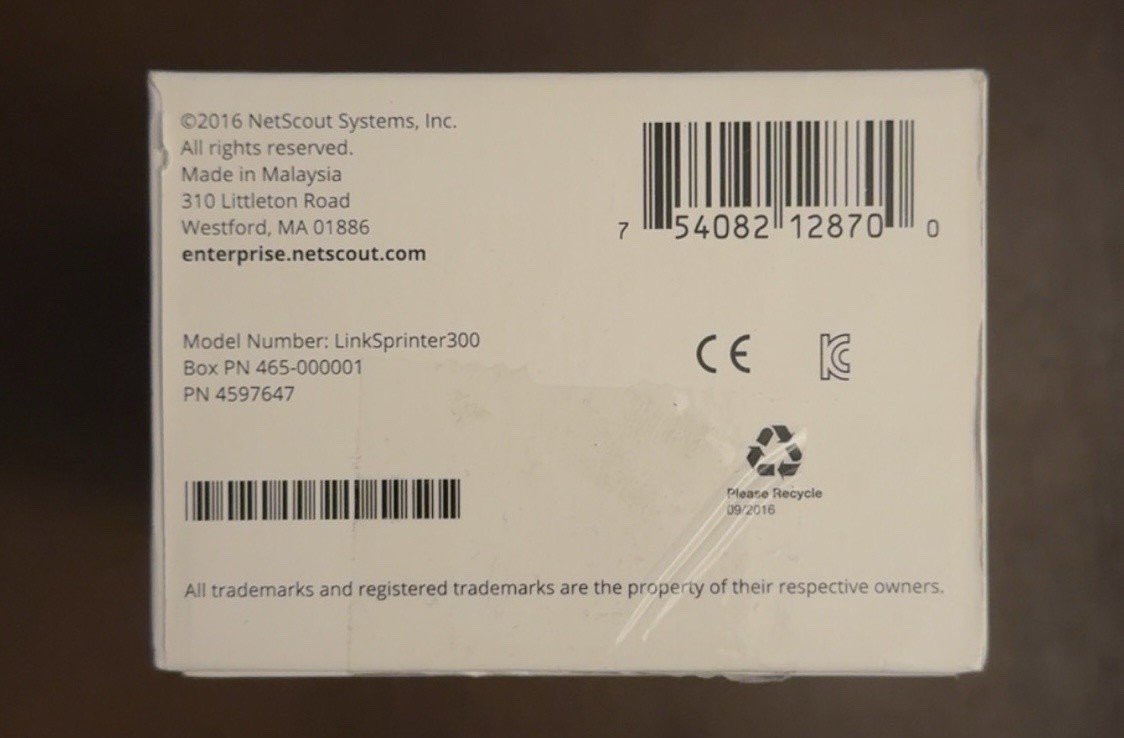 ©2016 NetScout Systems, Inc.
All rights reserved.
Made in Malaysia
310 Littleton Road
Westford, MA 01886
enterprise.netscout.com
7 54082 12870 0
Model Number: LinkSprinter300
Box PN 465-000001
PN 4597647
CE
KC
Please Recycle
09/2016
All trademarks and registered trademarks are the property of their respective owners.